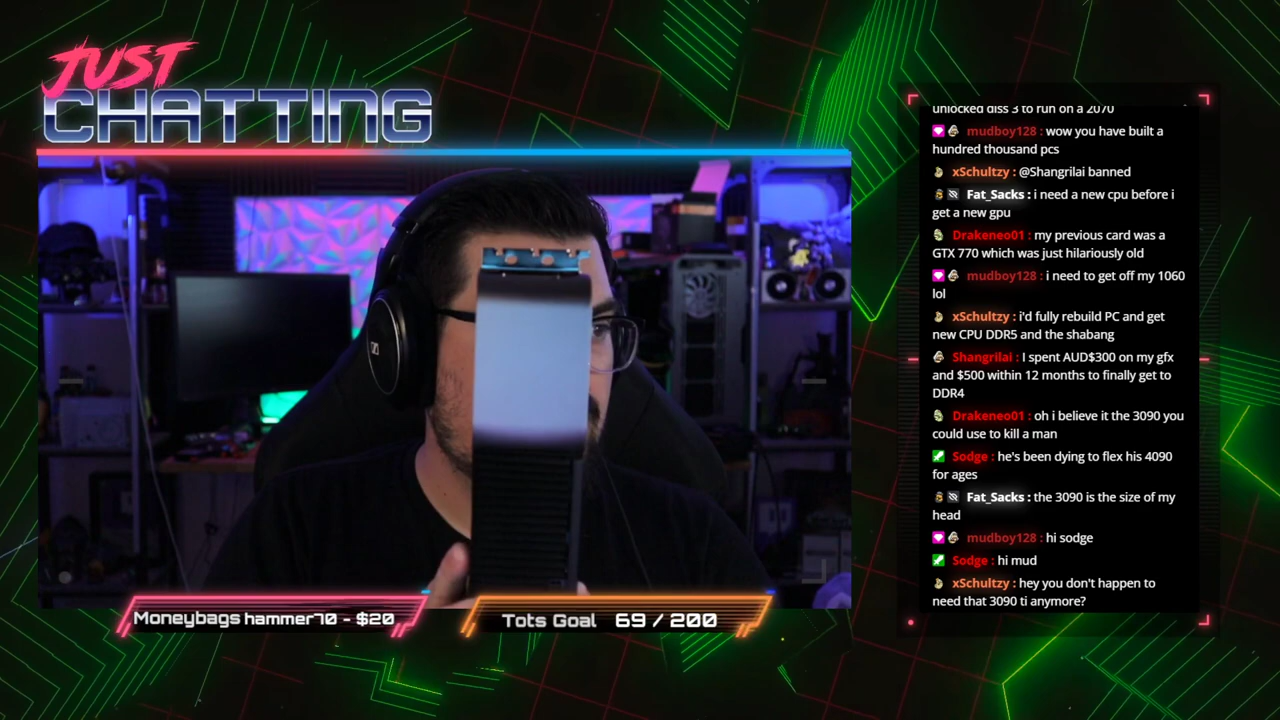 JUST
CHATTING
unlocked diss 3 to run on a 2070
mudboy128 : wow you have built a
hundred thousand pcs
xSchultzy : @Shangrilai banned
Fat_Sacks : i need a new cpu before i
get a new gpu
Drakeneo01 : my previous card was a
GTX 770 which was just hilariously old
mudboy128 : i need to get off my 1060
lol
xSchultzy : i'd fully rebuild PC and get
new CPU DDR5 and the shabang
Shangrilai : I spent AUD$300 on my gfx
and $500 within 12 months to finally get to
DDR4
Drakeneo01 : oh i believe it the 3090 you
could use to kill a man
Sodge : he's been dying to flex his 4090
for ages
Fat_Sacks : the 3090 is the size of my
head
mudboy128 : hi sodge
Sodge : hi mud
xSchultzy : hey you don't happen to
need that 3090 ti anymore?
Moneybags hammer70 - $20
Tots Goal 69 / 200